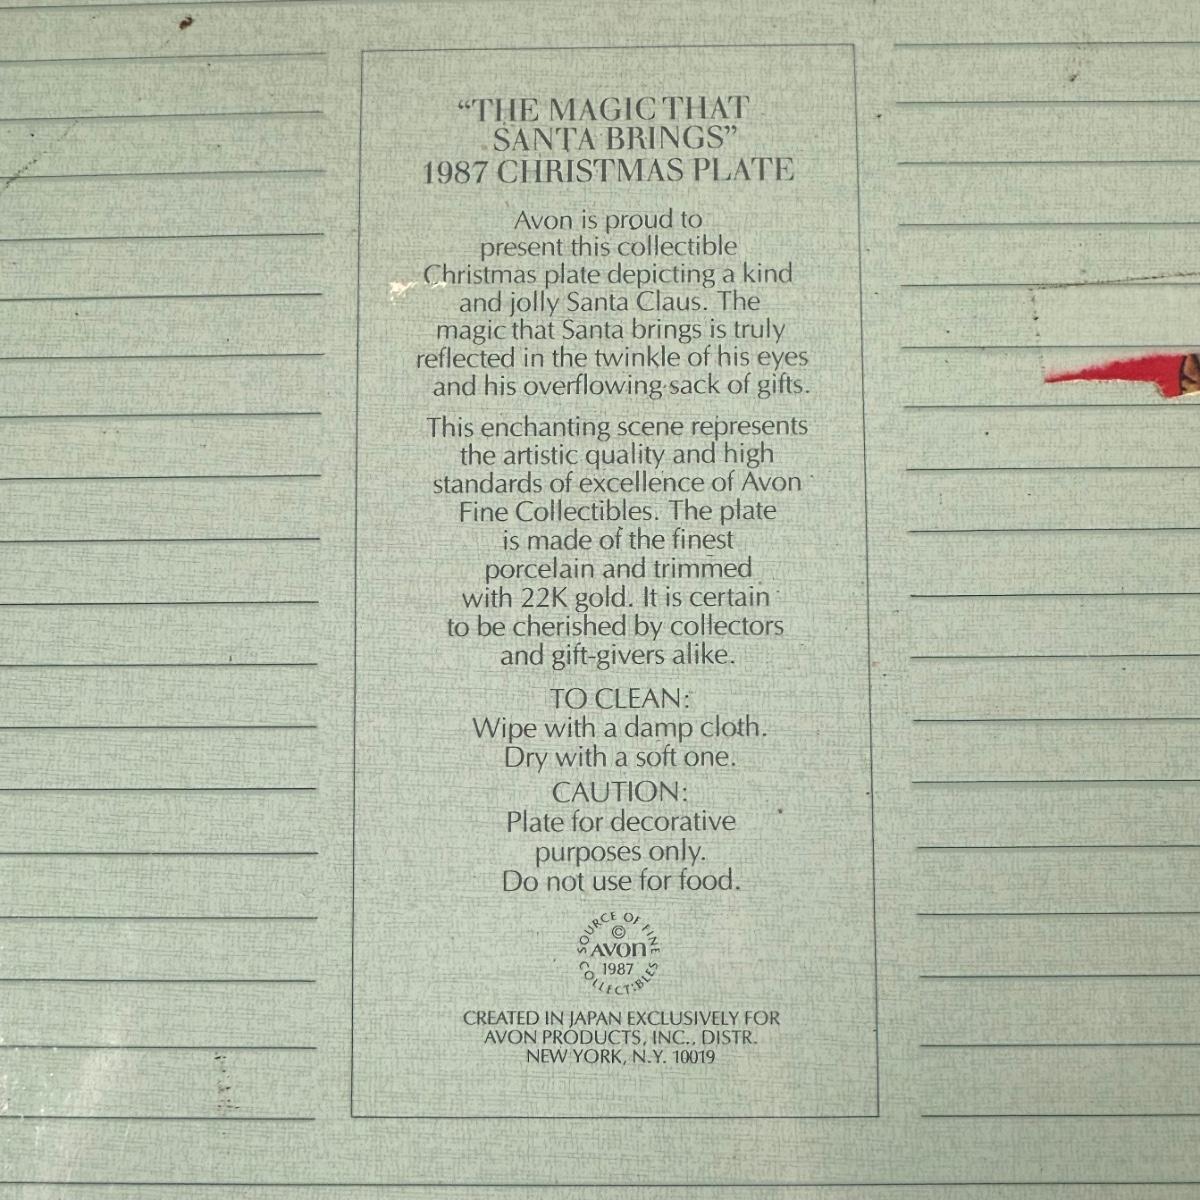 “THE MAGIC THAT
SANTA BRINGS”
1987 CHRISTMAS PLATE
Avon is proud to
present this collectible
Christmas plate depicting a kind
and jolly Santa Claus. The
magic that Santa brings is truly
reflected in the twinkle of his eyes
and his overflowing sack of gifts.
This enchanting scene represents
the artistic quality and high
standards of excellence of Avon
Fine Collectibles. The plate
is made of the finest
porcelain and trimmed
with 22K gold. It is certain
to be cherished by collectors
and gift-givers alike.
TO CLEAN:
Wipe with a damp cloth.
Dry with a soft one.
CAUTION:
Plate for decorative
purposes only.
Do not use for food.
SOURCE OF FINE
©
AVON
1987
COLLECTIBLES
CREATED IN JAPAN EXCLUSIVELY FOR
AVON PRODUCTS, INC., DISTR.
NEW YORK, N.Y. 10019